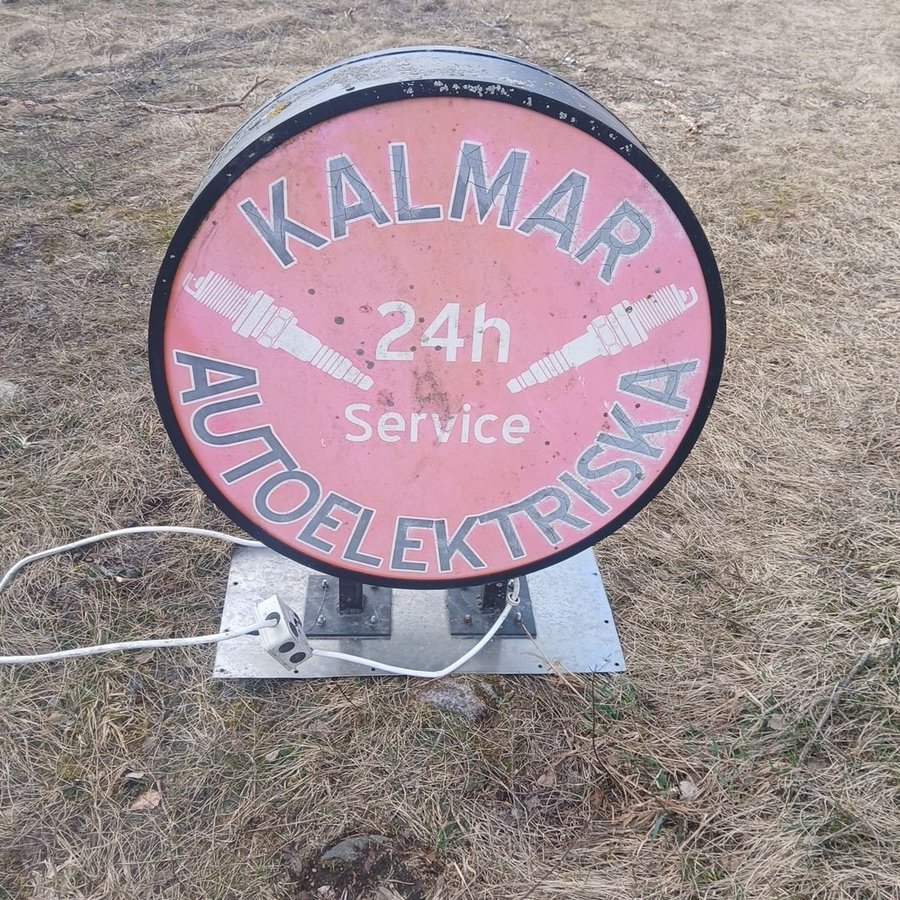 KALMAR
24h
Service
AUTOELEKTRISKA